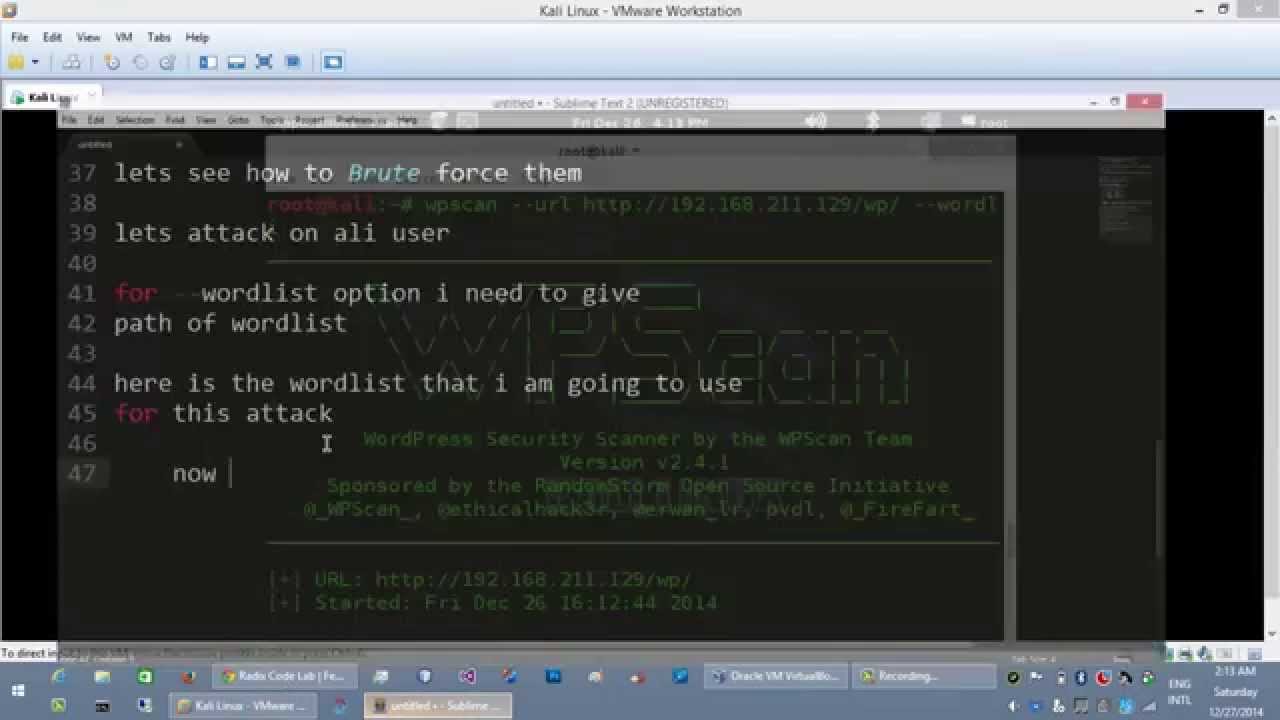 Kali Linux - VMware Workstation
File Edit View VM Tabs Help
Kali Linux
untitled • - Sublime Text 2 (UNREGISTERED)
File Edit Selection Find View Goto Tools Project Preferences Help
Fri Dec 26 4:13 PM
root
untitled
root@kali: ~
37 lets see how to Brute force them
root@kali:~# wpscan --url http://192.168.211.129/wp/ --wordl
38
39 lets attack on ali user
40
41 for --wordlist option i need to give
42 path of wordlist
43
44 here is the wordlist that i am going to use
45 for this attack
46
47 now
WPScan
WordPress Security Scanner by the WPScan Team
Version v2.4.1
Sponsored by the RandomStorm Open Source Initiative
@_WPScan_, @ethicalhack3r, @erwan_lr, pvdl, @_FireFart_
[+] URL: http://192.168.211.129/wp/
[+] Started: Fri Dec 26 16:12:44 2014
To direct
Tab Size: 4
Radix Code Lab | Fe...
Oracle VM VirtualBo...
Recording...
Kali Linux - VMware ...
untitled • - Sublime ...
ENG
INTL
2:13 AM
Saturday
12/27/2014